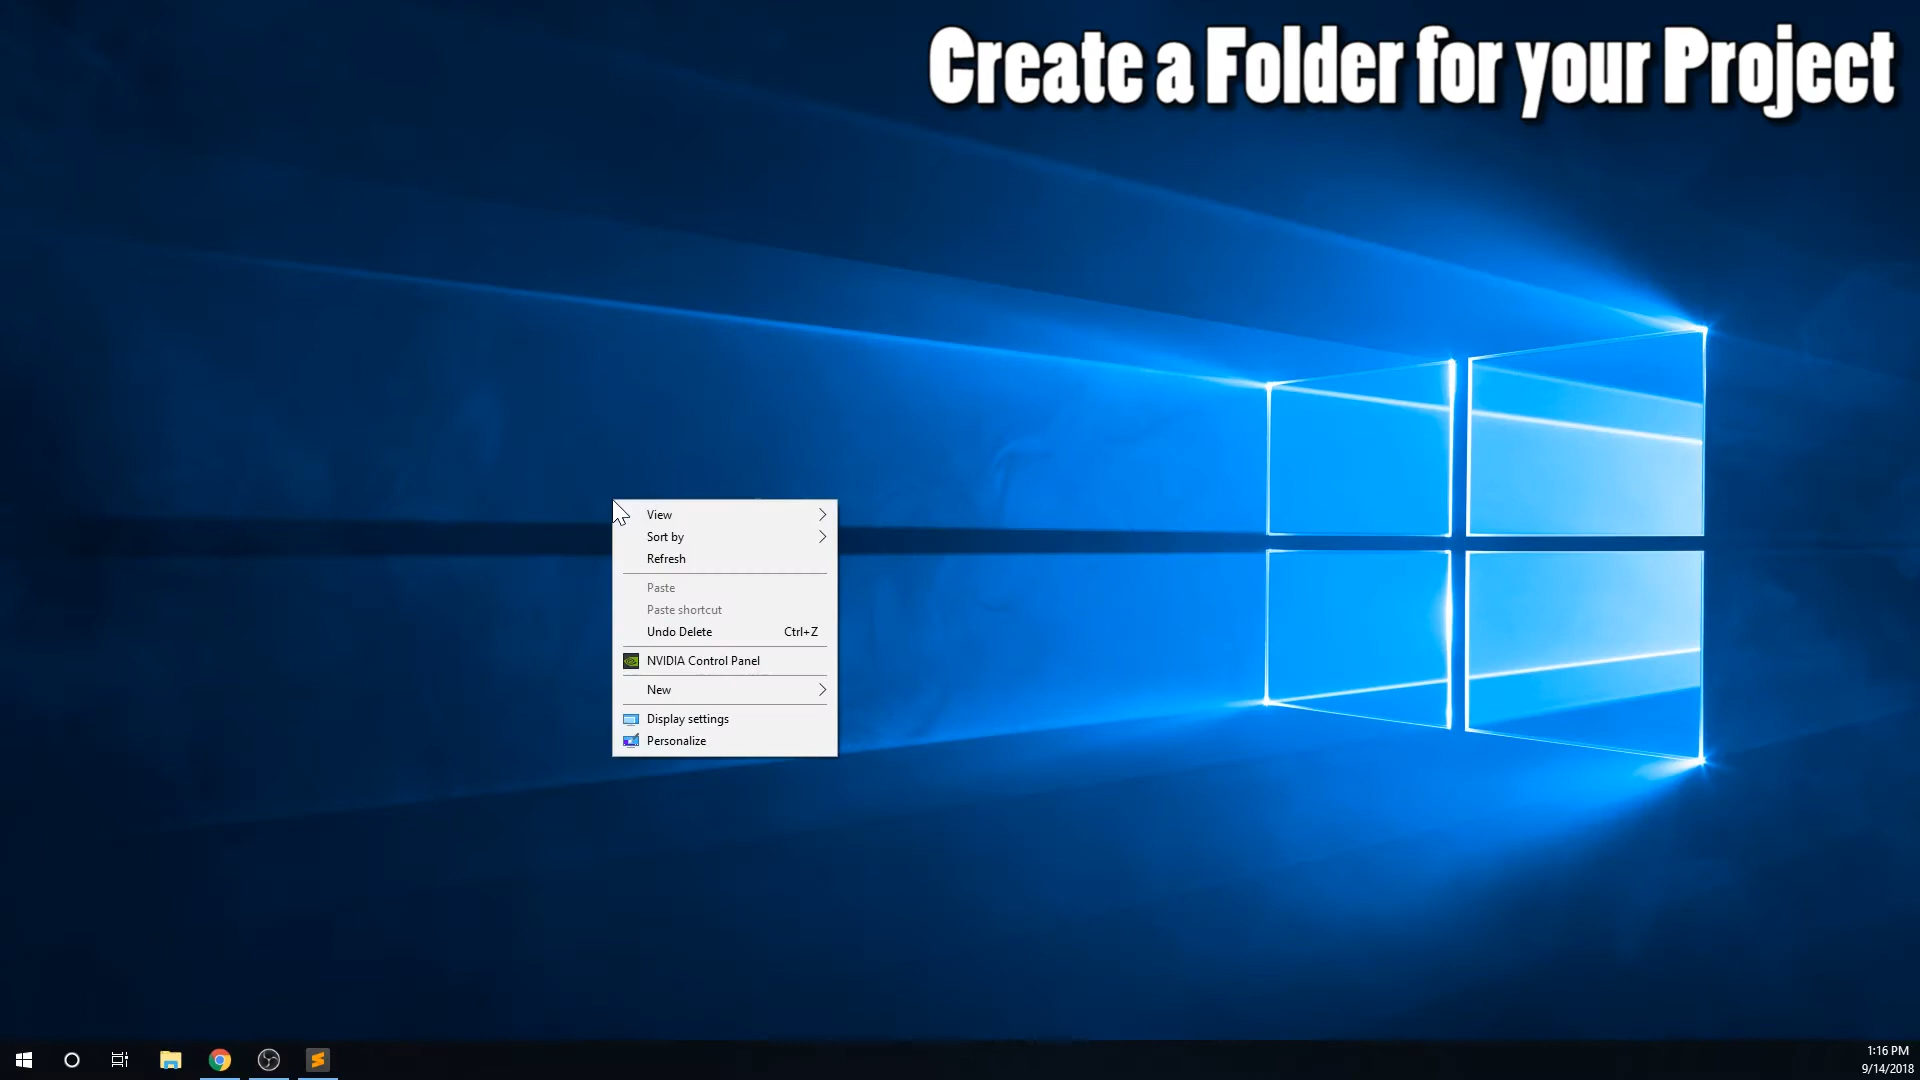 Create a Folder for your Project
View
Sort by
Refresh
Paste
Paste shortcut
Undo Delete Ctrl+Z
NVIDIA Control Panel
New
Display settings
Personalize
1:16 PM
9/14/2018